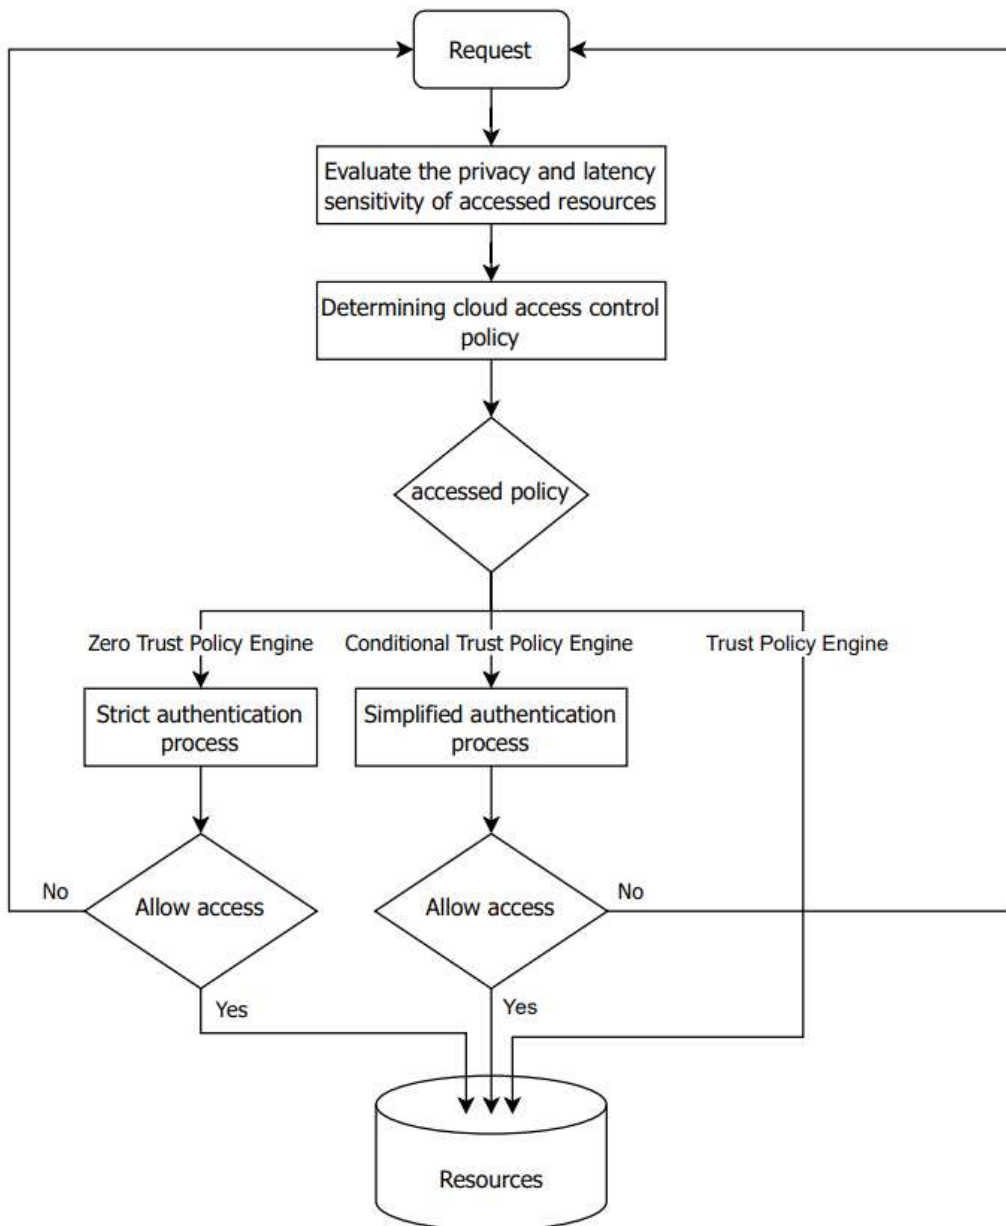 Request
Evaluate the privacy and latency
sensitivity of accessed resources
Determining cloud access control
policy
accessed policy
Zero Trust Policy Engine
Conditional Trust Policy Engine
Trust Policy Engine
Strict authentication
process
Simplified authentication
process
No
Allow access
Allow access
No
Yes
Yes
Resources